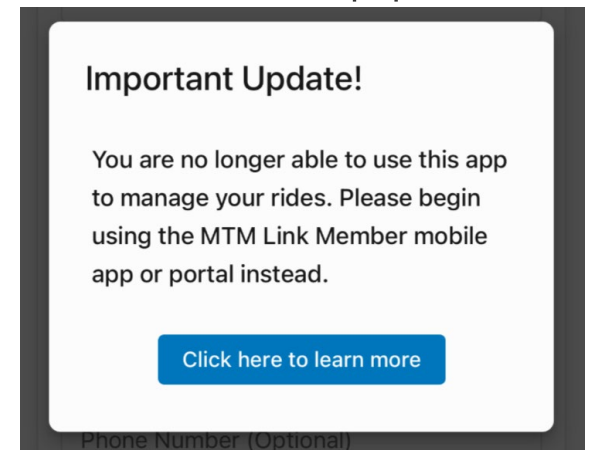 Important Update!
You are no longer able to use this app
to manage your rides. Please begin
using the MTM Link Member mobile
app or portal instead.
Click here to learn more
Phone Number (Optional)